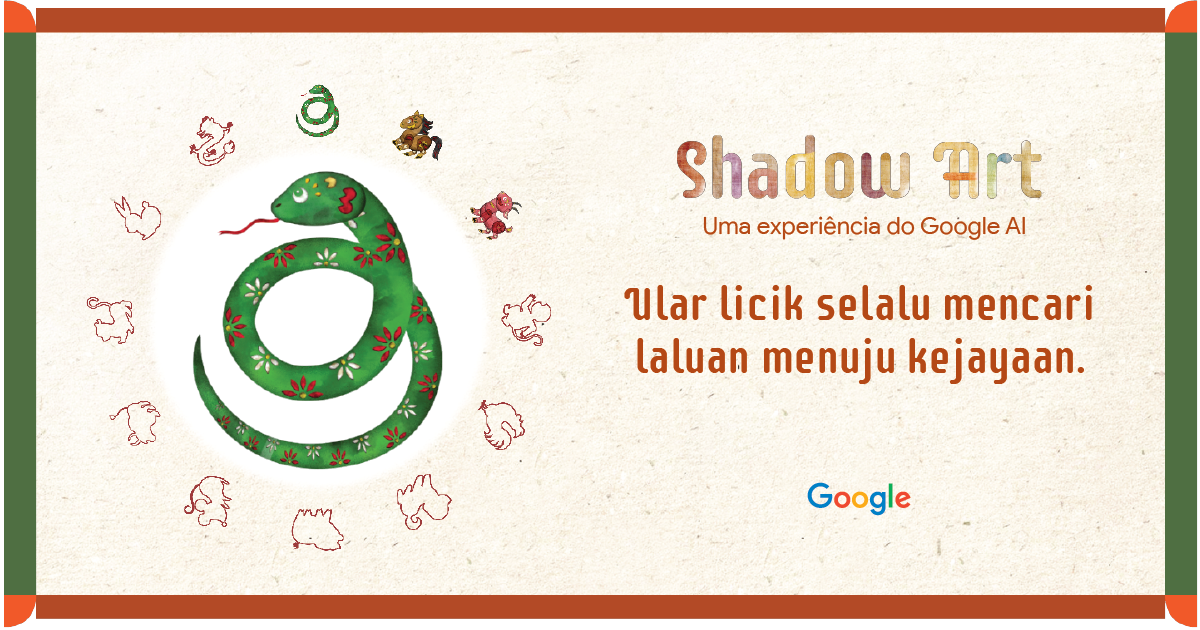 Shadow Art
Uma experiência do Google AI
Ular licik selalu mencari
laluan menuju kejayaan.
Google